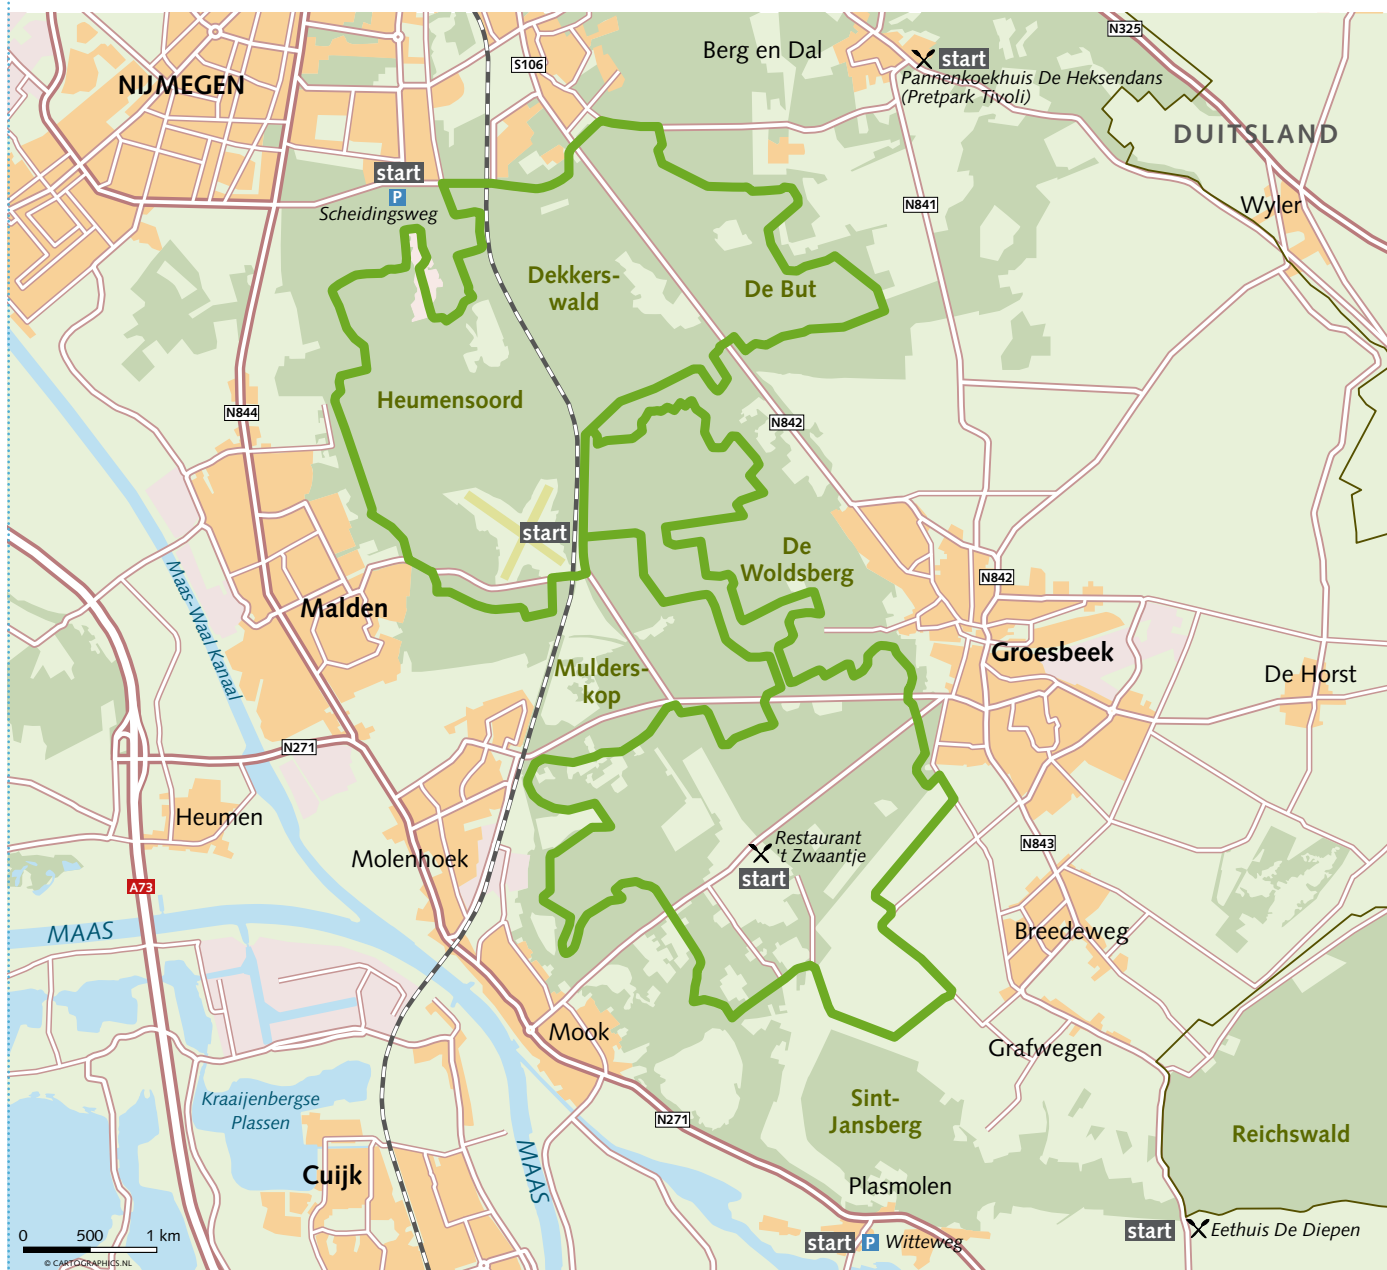 N325
Berg en Dal
start
Pannenkoekhuis De Heksendans
(Pretpark Tivoli)
S106
NIJMEGEN
DUITSLAND
start
P
Scheidingsweg
N841
Wyler
Dekkers-
wald
De But
Heumensoord
N844
N842
start
De
Woldsberg
N842
Maas-Waal Kanaal
Malden
Groesbeek
Mulders-
kop
De Horst
N271
Heumen
Restaurant
't Zwaantje
start
N843
Molenhoek
A73
MAAS
Breedeweg
Mook
Grafwegen
Kraaijenbergse
Plassen
Sint-
Jansberg
N271
Reichswald
MAAS
Cuijk
Plasmolen
start
Eethuis De Diepen
start
P
Witteweg
0 500 1 km
© CARTOGRAPHICS.NL